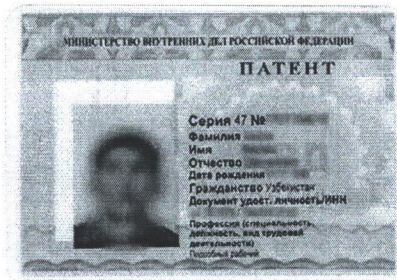 МИНИСТЕРСТВО ВНУТРЕННИХ ДЕЛ РОССИЙСКОЙ ФЕДЕРАЦИИ
ПАТЕНТ
Серия 47 №
Фамилия
Имя
Отчество
Дата рождения
Гражданство Узбекистан
Документ удост. личность/ИНН
Профессия (специальность,
должность, вид трудовой
деятельности)
Подсобный рабочий